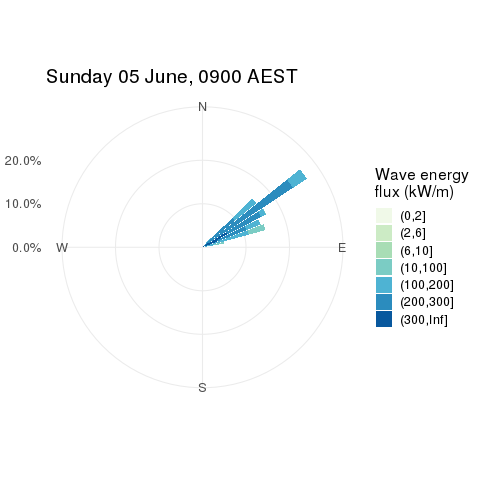 Sunday 05 June, 0900 AEST
N
20.0%
10.0%
0.0%
W
E
S
Wave energy
flux (kW/m)
(0,2]
(2,6]
(6,10]
(10,100]
(100,200]
(200,300]
(300,Inf]